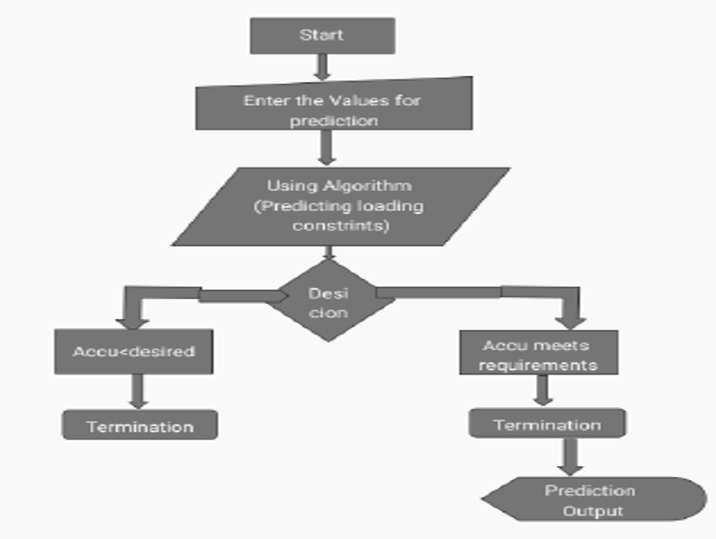 Start
Enter the Values for
prediction
Using Algorithm
(Predicting loading
constrints)
Desi
cion
Accu<desired
Termination
Accu meets
requirements
Termination
Prediction
Output